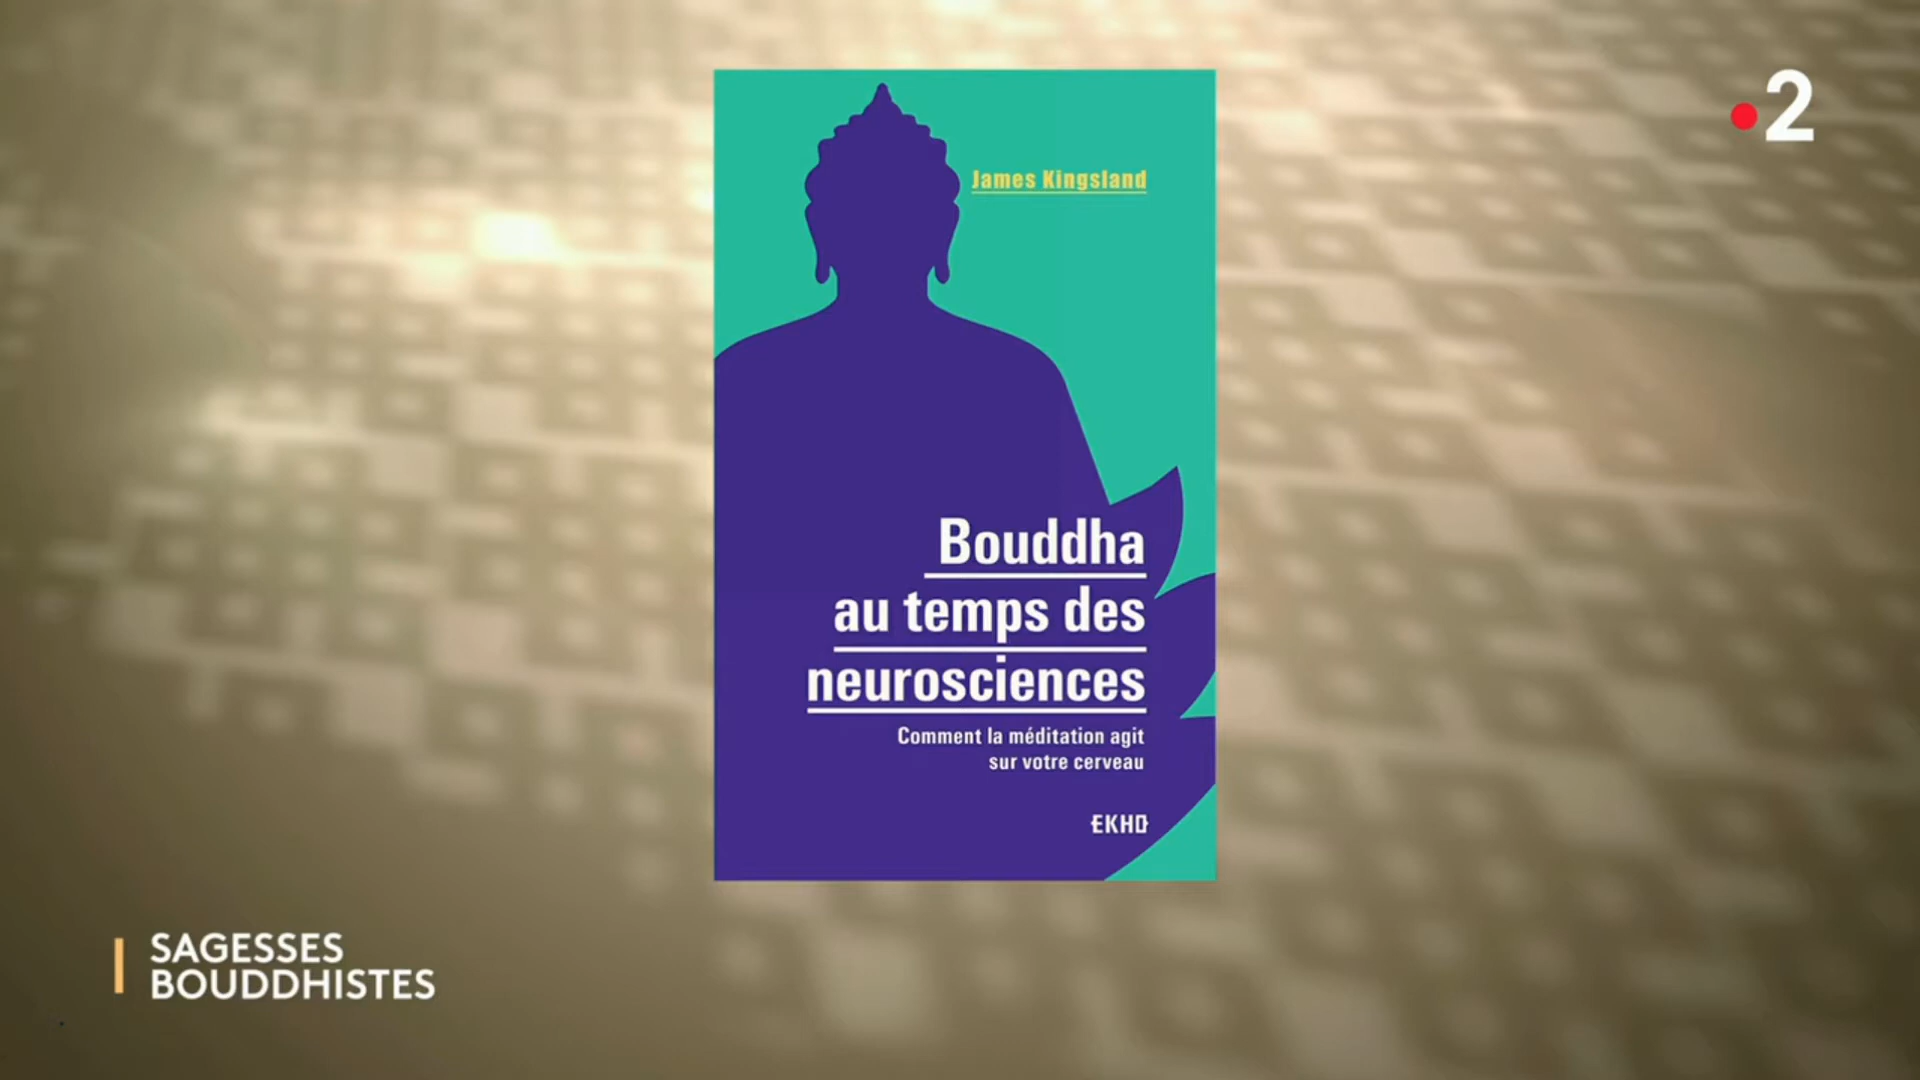 James Kingsland
2
Bouddha
au temps des
neurosciences
Comment la méditation agit
sur votre cerveau
EKHO
SAGESSES
BOUDDHISTES